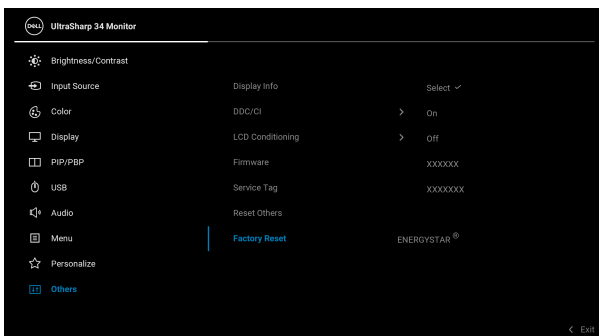 DELL UltraSharp 34 Monitor
Brightness/Contrast
Input Source Display Info Select ✓
Color DDC/CI > On
Display LCD Conditioning > Off
PIP/PBP Firmware XXXXXX
USB Service Tag XXXXXXX
Audio Reset Others
Menu Factory Reset ENERGYSTAR ®
Personalize
Others
< Exit